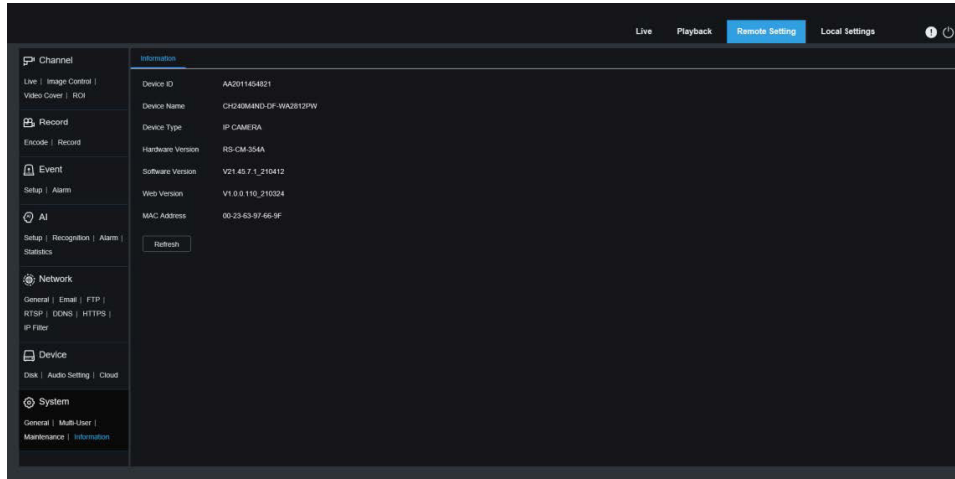 Live Playback Remote Setting Local Settings
Channel
Live | Image Control |
Video Cover | ROI
Record
Encode | Record
Event
Setup | Alarm
AI
Setup | Recognition | Alarm |
Statistics
Network
General | Email | FTP |
RTSP | DDNS | HTTPS |
IP Filter
Device
Disk | Audio Setting | Cloud
System
General | Multi-User |
Maintenance | Information
Information
Device ID AA2011454821
Device Name CH240M4ND-DF-WA2812PW
Device Type IP CAMERA
Hardware Version RS-CM-354A
Software Version V21.45.7.1_210412
Web Version V1.0.0.110_210324
MAC Address 00-23-63-97-66-9F
Refresh